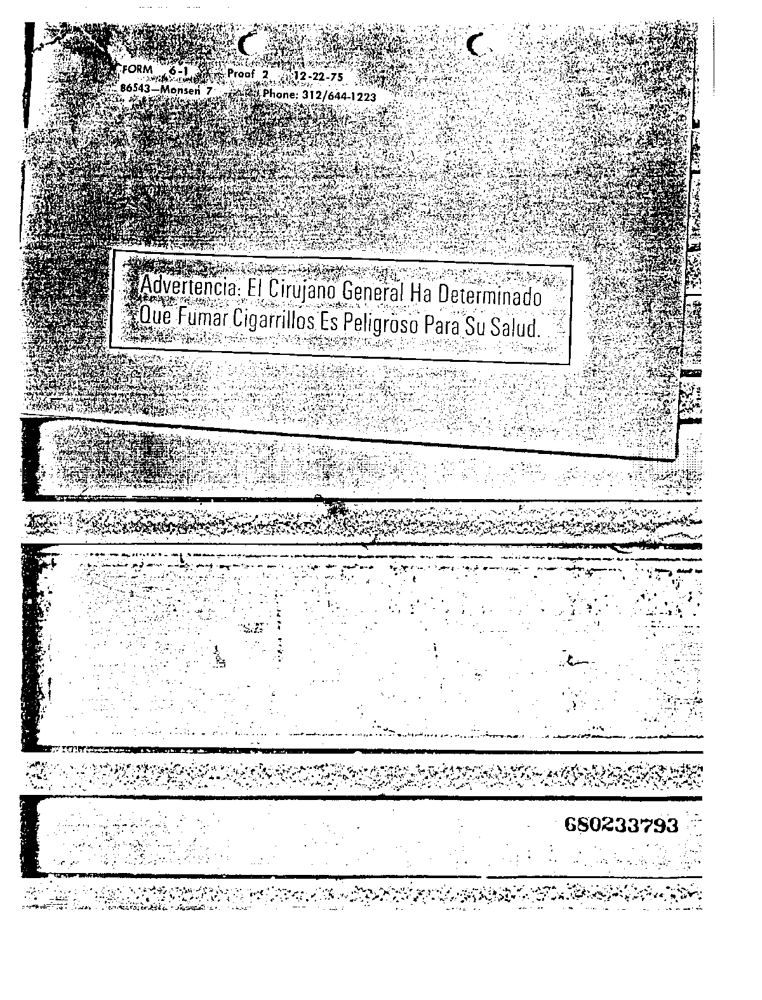 FORM 6-1 Proof 2 12-22-75
86543—Monsen 7 Phone: 312/644-1223
Advertencia: El Cirujano General Ha Determinado
Que Fumar Cigarrillos Es Peligroso Para Su Salud.
680233793